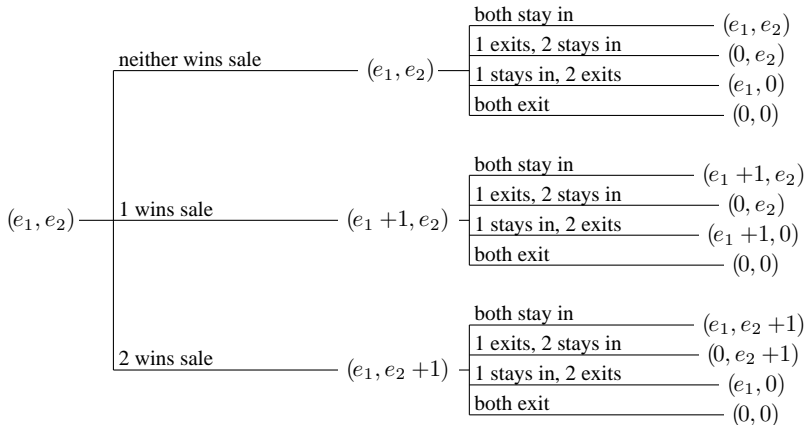 both stay in
(e₁, e₂)
1 exits, 2 stays in
(0, e₂)
neither wins sale
(e₁, e₂)
1 stays in, 2 exits
(e₁, 0)
both exit
(0, 0)
both stay in
(e₁ +1, e₂)
1 exits, 2 stays in
(0, e₂)
(e₁, e₂)
1 wins sale
(e₁ +1, e₂)
1 stays in, 2 exits
(e₁ +1, 0)
both exit
(0, 0)
both stay in
(e₁, e₂ +1)
1 exits, 2 stays in
(0, e₂ +1)
2 wins sale
(e₁, e₂ +1)
1 stays in, 2 exits
(e₁, 0)
both exit
(0, 0)